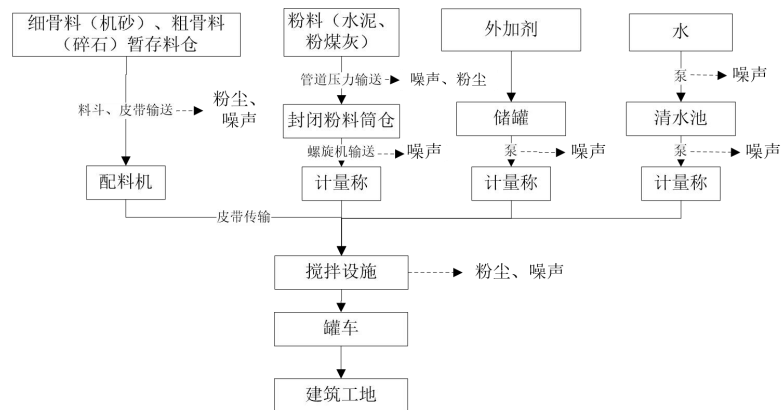 细骨料（机砂）、粗骨料
（碎石）暂存料仓
粉料（水泥、
粉煤灰）
外加剂
水
管道压力输送
噪声、粉尘
泵
噪声
料斗、皮带输送
粉尘、
噪声
封闭粉料筒仓
储罐
清水池
螺旋机输送
噪声
泵
噪声
泵
噪声
配料机
计量称
计量称
计量称
皮带传输
搅拌设施
粉尘、噪声
罐车
建筑工地